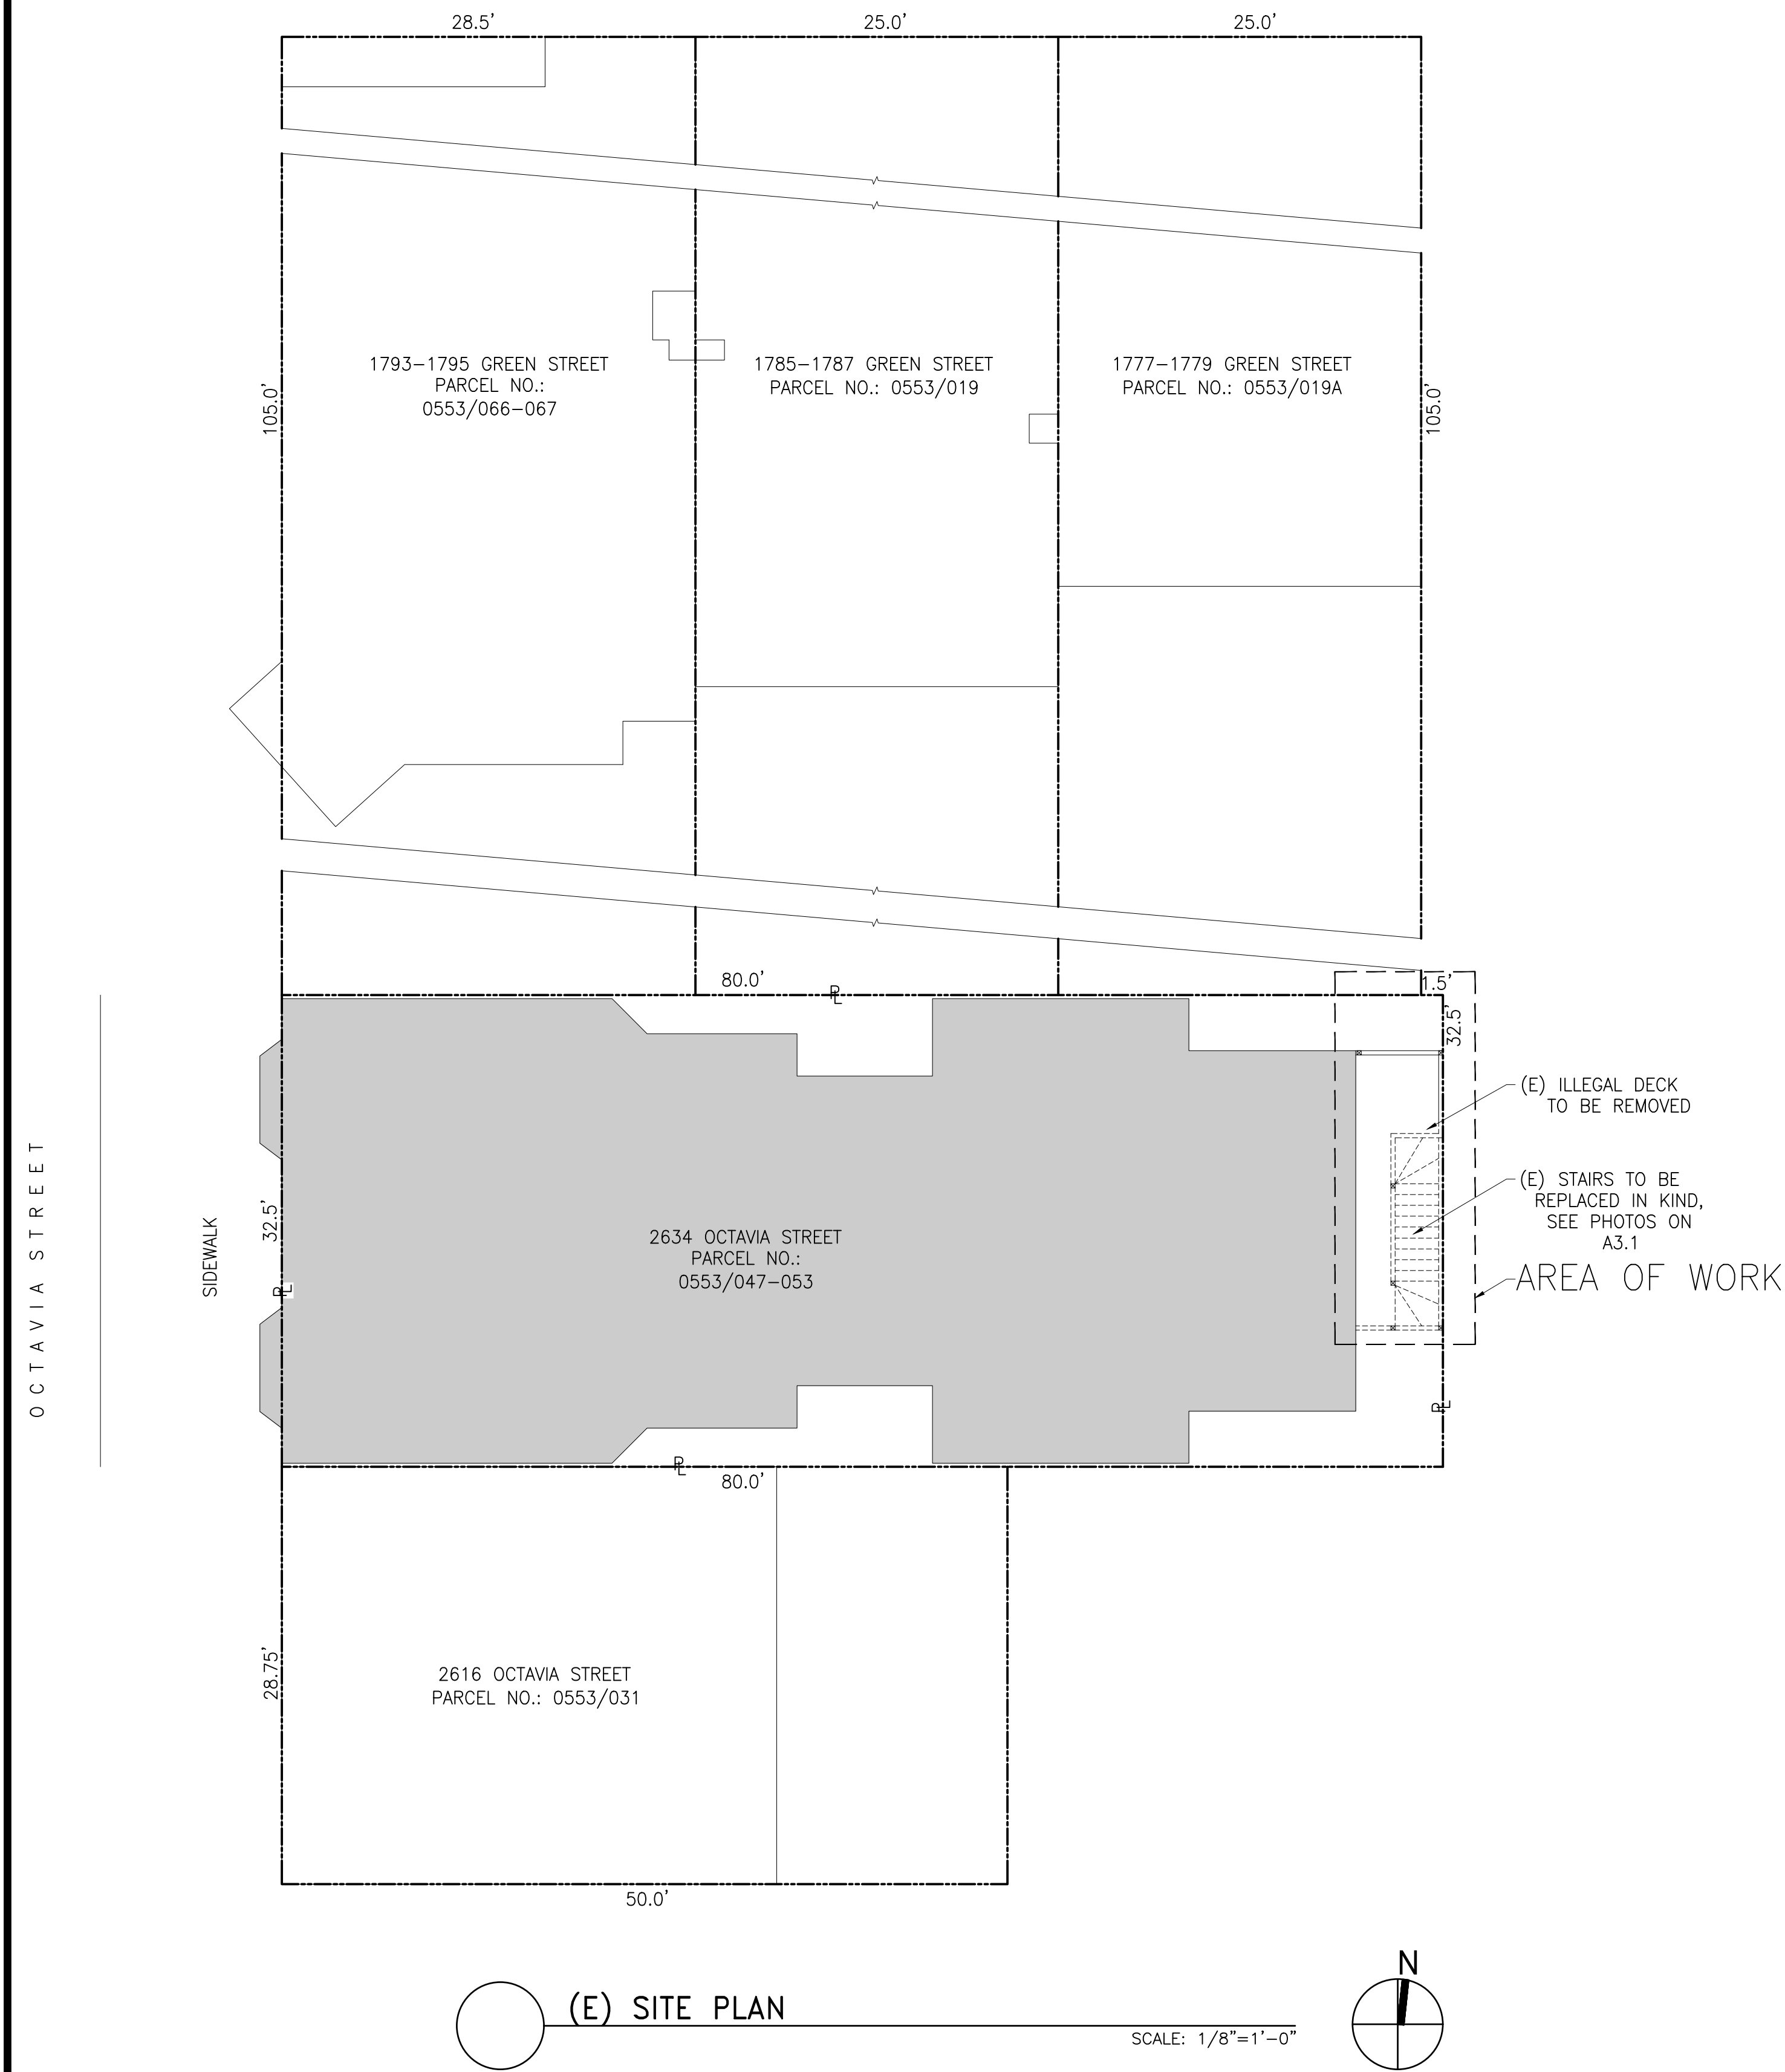 28.5'
25.0'
25.0'
1793-1795 GREEN STREET
PARCEL NO.:
0553/066-067
1785-1787 GREEN STREET
PARCEL NO.: 0553/019
1777-1779 GREEN STREET
PARCEL NO.: 0553/019A
105.0'
105.0'
80.0'
PL
1.5'
32.5'
(E) ILLEGAL DECK
TO BE REMOVED
(E) STAIRS TO BE
REPLACED IN KIND,
SEE PHOTOS ON
A3.1
AREA OF WORK
OCTAVIA STREET
SIDEWALK
32.5'
PL
2634 OCTAVIA STREET
PARCEL NO.:
0553/047-053
PL
PL
80.0'
28.75'
2616 OCTAVIA STREET
PARCEL NO.: 0553/031
50.0'
(E) SITE PLAN
SCALE: 1/8"=1'-0"
N